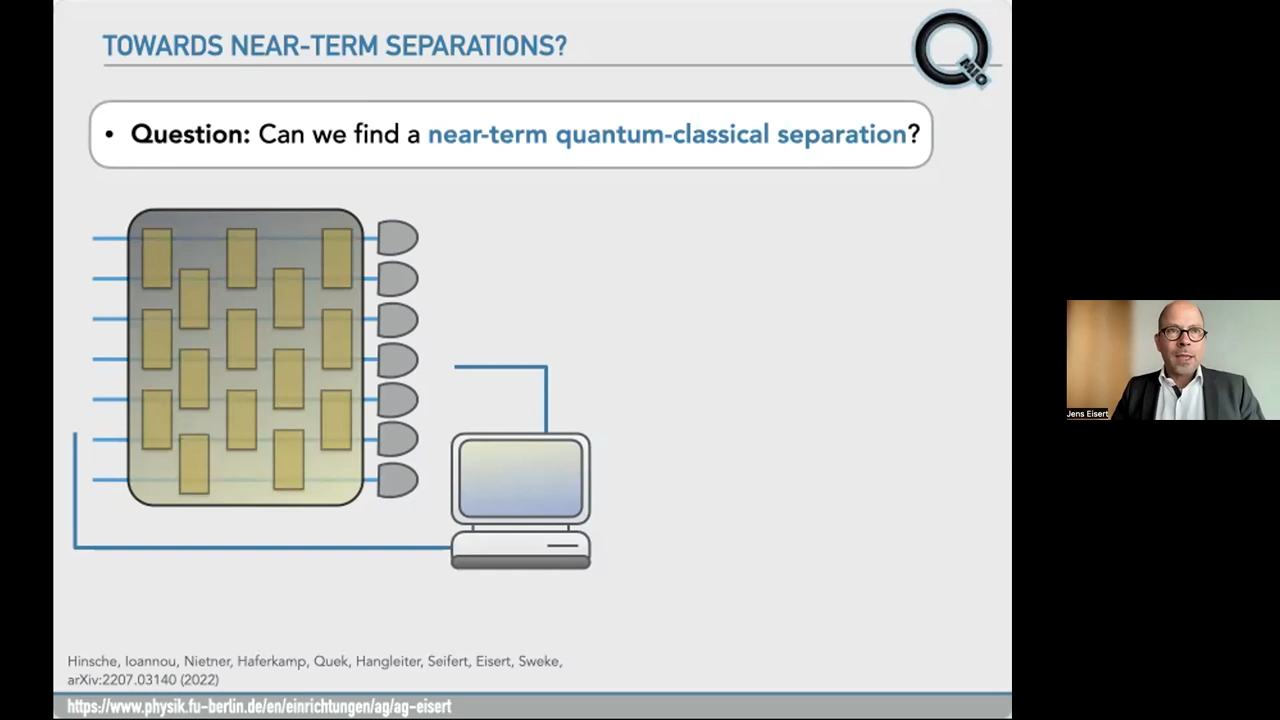 TOWARDS NEAR-TERM SEPARATIONS?
QMIO
• Question: Can we find a near-term quantum-classical separation?
Jens Eisert
Hinsche, Ioannou, Nietner, Haferkamp, Quek, Hangleiter, Seifert, Eisert, Sweke,
arXiv:2207.03140 (2022)
https://www.physik.fu-berlin.de/en/einrichtungen/ag/ag-eisert